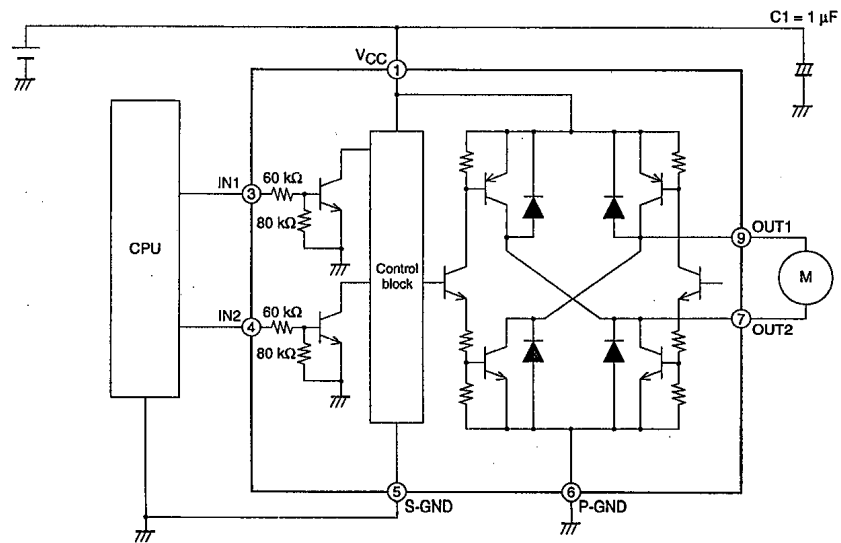 C1 = 1 µF
VCC
1
IN1
3
60 kΩ
80 kΩ
CPU
Control
block
9
OUT1
M
IN2
4
60 kΩ
80 kΩ
7
OUT2
5
S-GND
6
P-GND